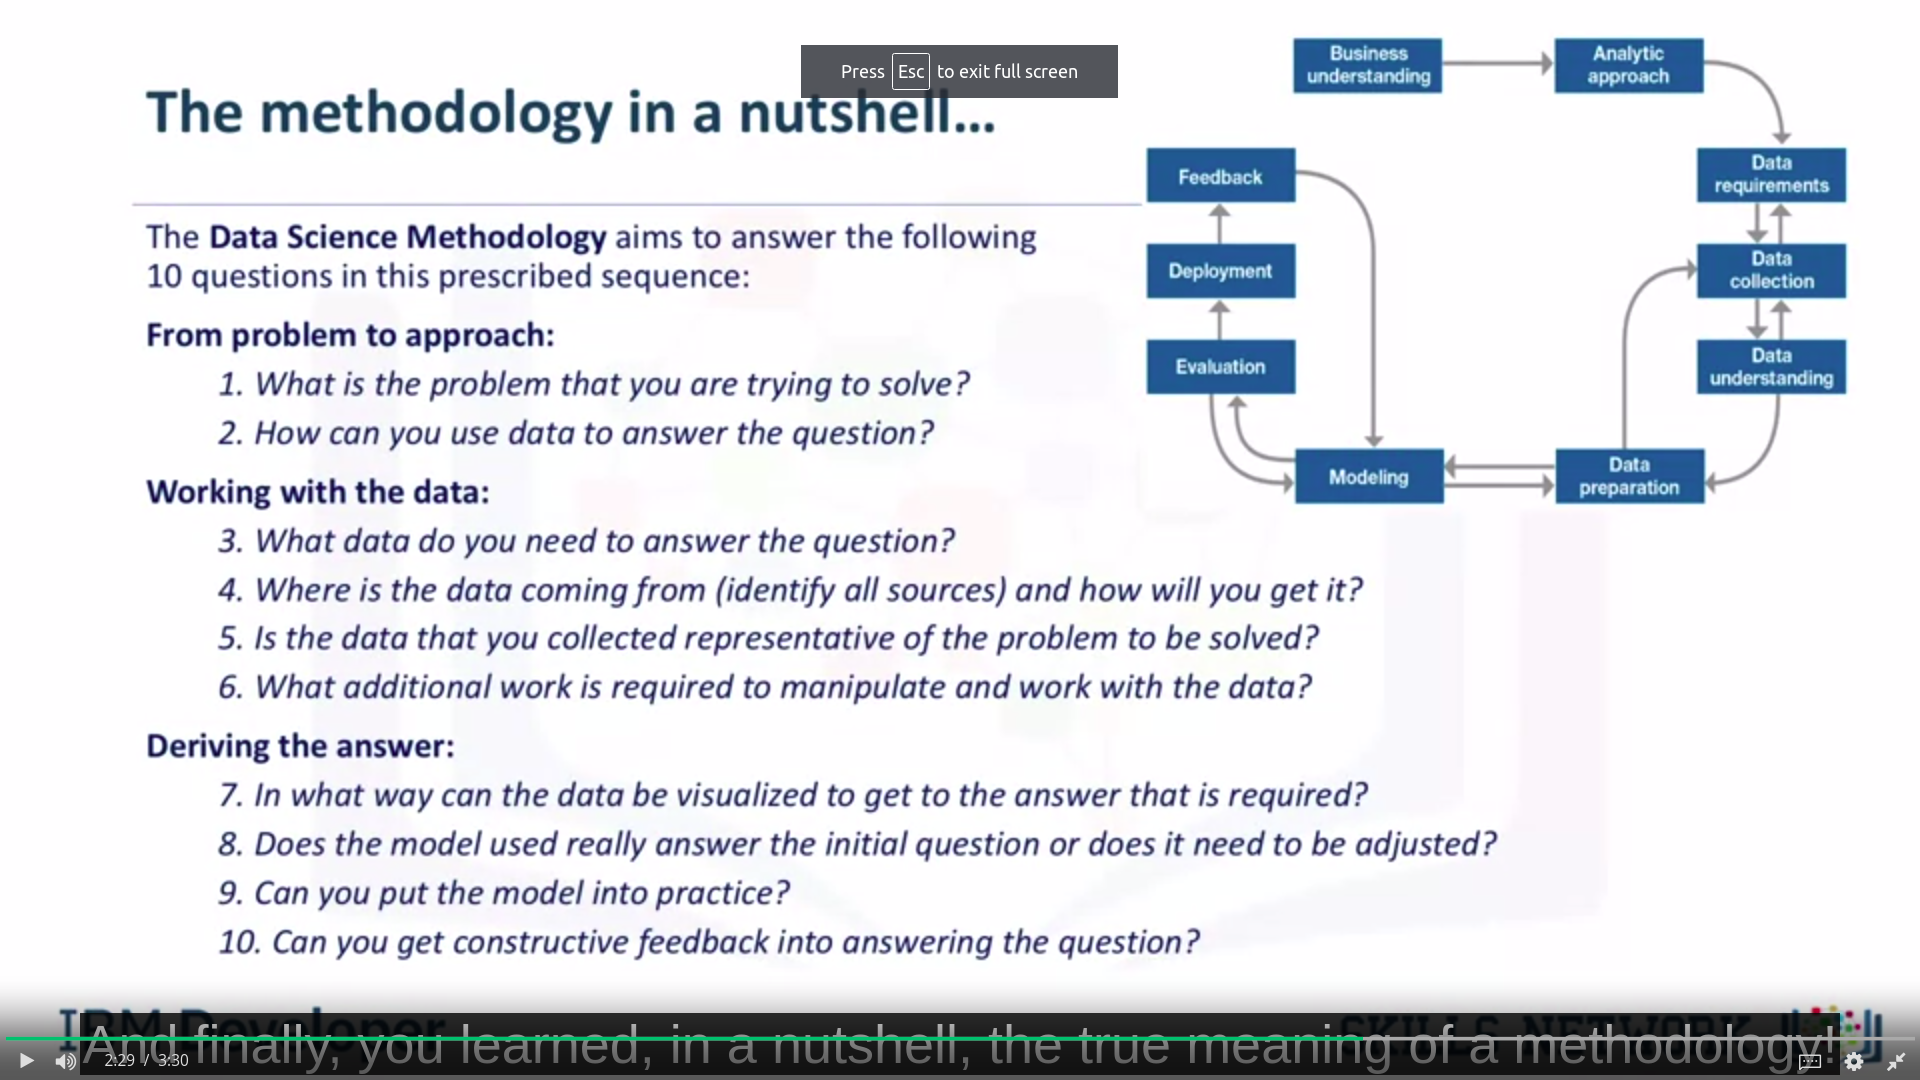 Press Esc to exit full screen
The methodology in a nutshell...
The Data Science Methodology aims to answer the following
10 questions in this prescribed sequence:
From problem to approach:
1. What is the problem that you are trying to solve?
2. How can you use data to answer the question?
Working with the data:
3. What data do you need to answer the question?
4. Where is the data coming from (identify all sources) and how will you get it?
5. Is the data that you collected representative of the problem to be solved?
6. What additional work is required to manipulate and work with the data?
Deriving the answer:
7. In what way can the data be visualized to get to the answer that is required?
8. Does the model used really answer the initial question or does it need to be adjusted?
9. Can you put the model into practice?
10. Can you get constructive feedback into answering the question?
Business
understanding
Analytic
approach
Data
requirements
Data
collection
Data
understanding
Data
preparation
Modeling
Evaluation
Deployment
Feedback
IBM Developer
SKILLS NETWORK
And finally, you learned, in a nutshell, the true meaning of a methodology!
2:29 / 3:30